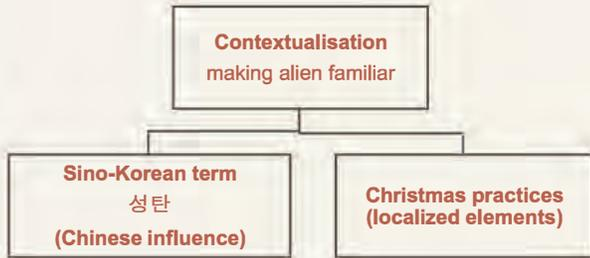 Contextualisation
making alien familiar
Sino-Korean term
성탄
(Chinese influence)
Christmas practices
(localized elements)